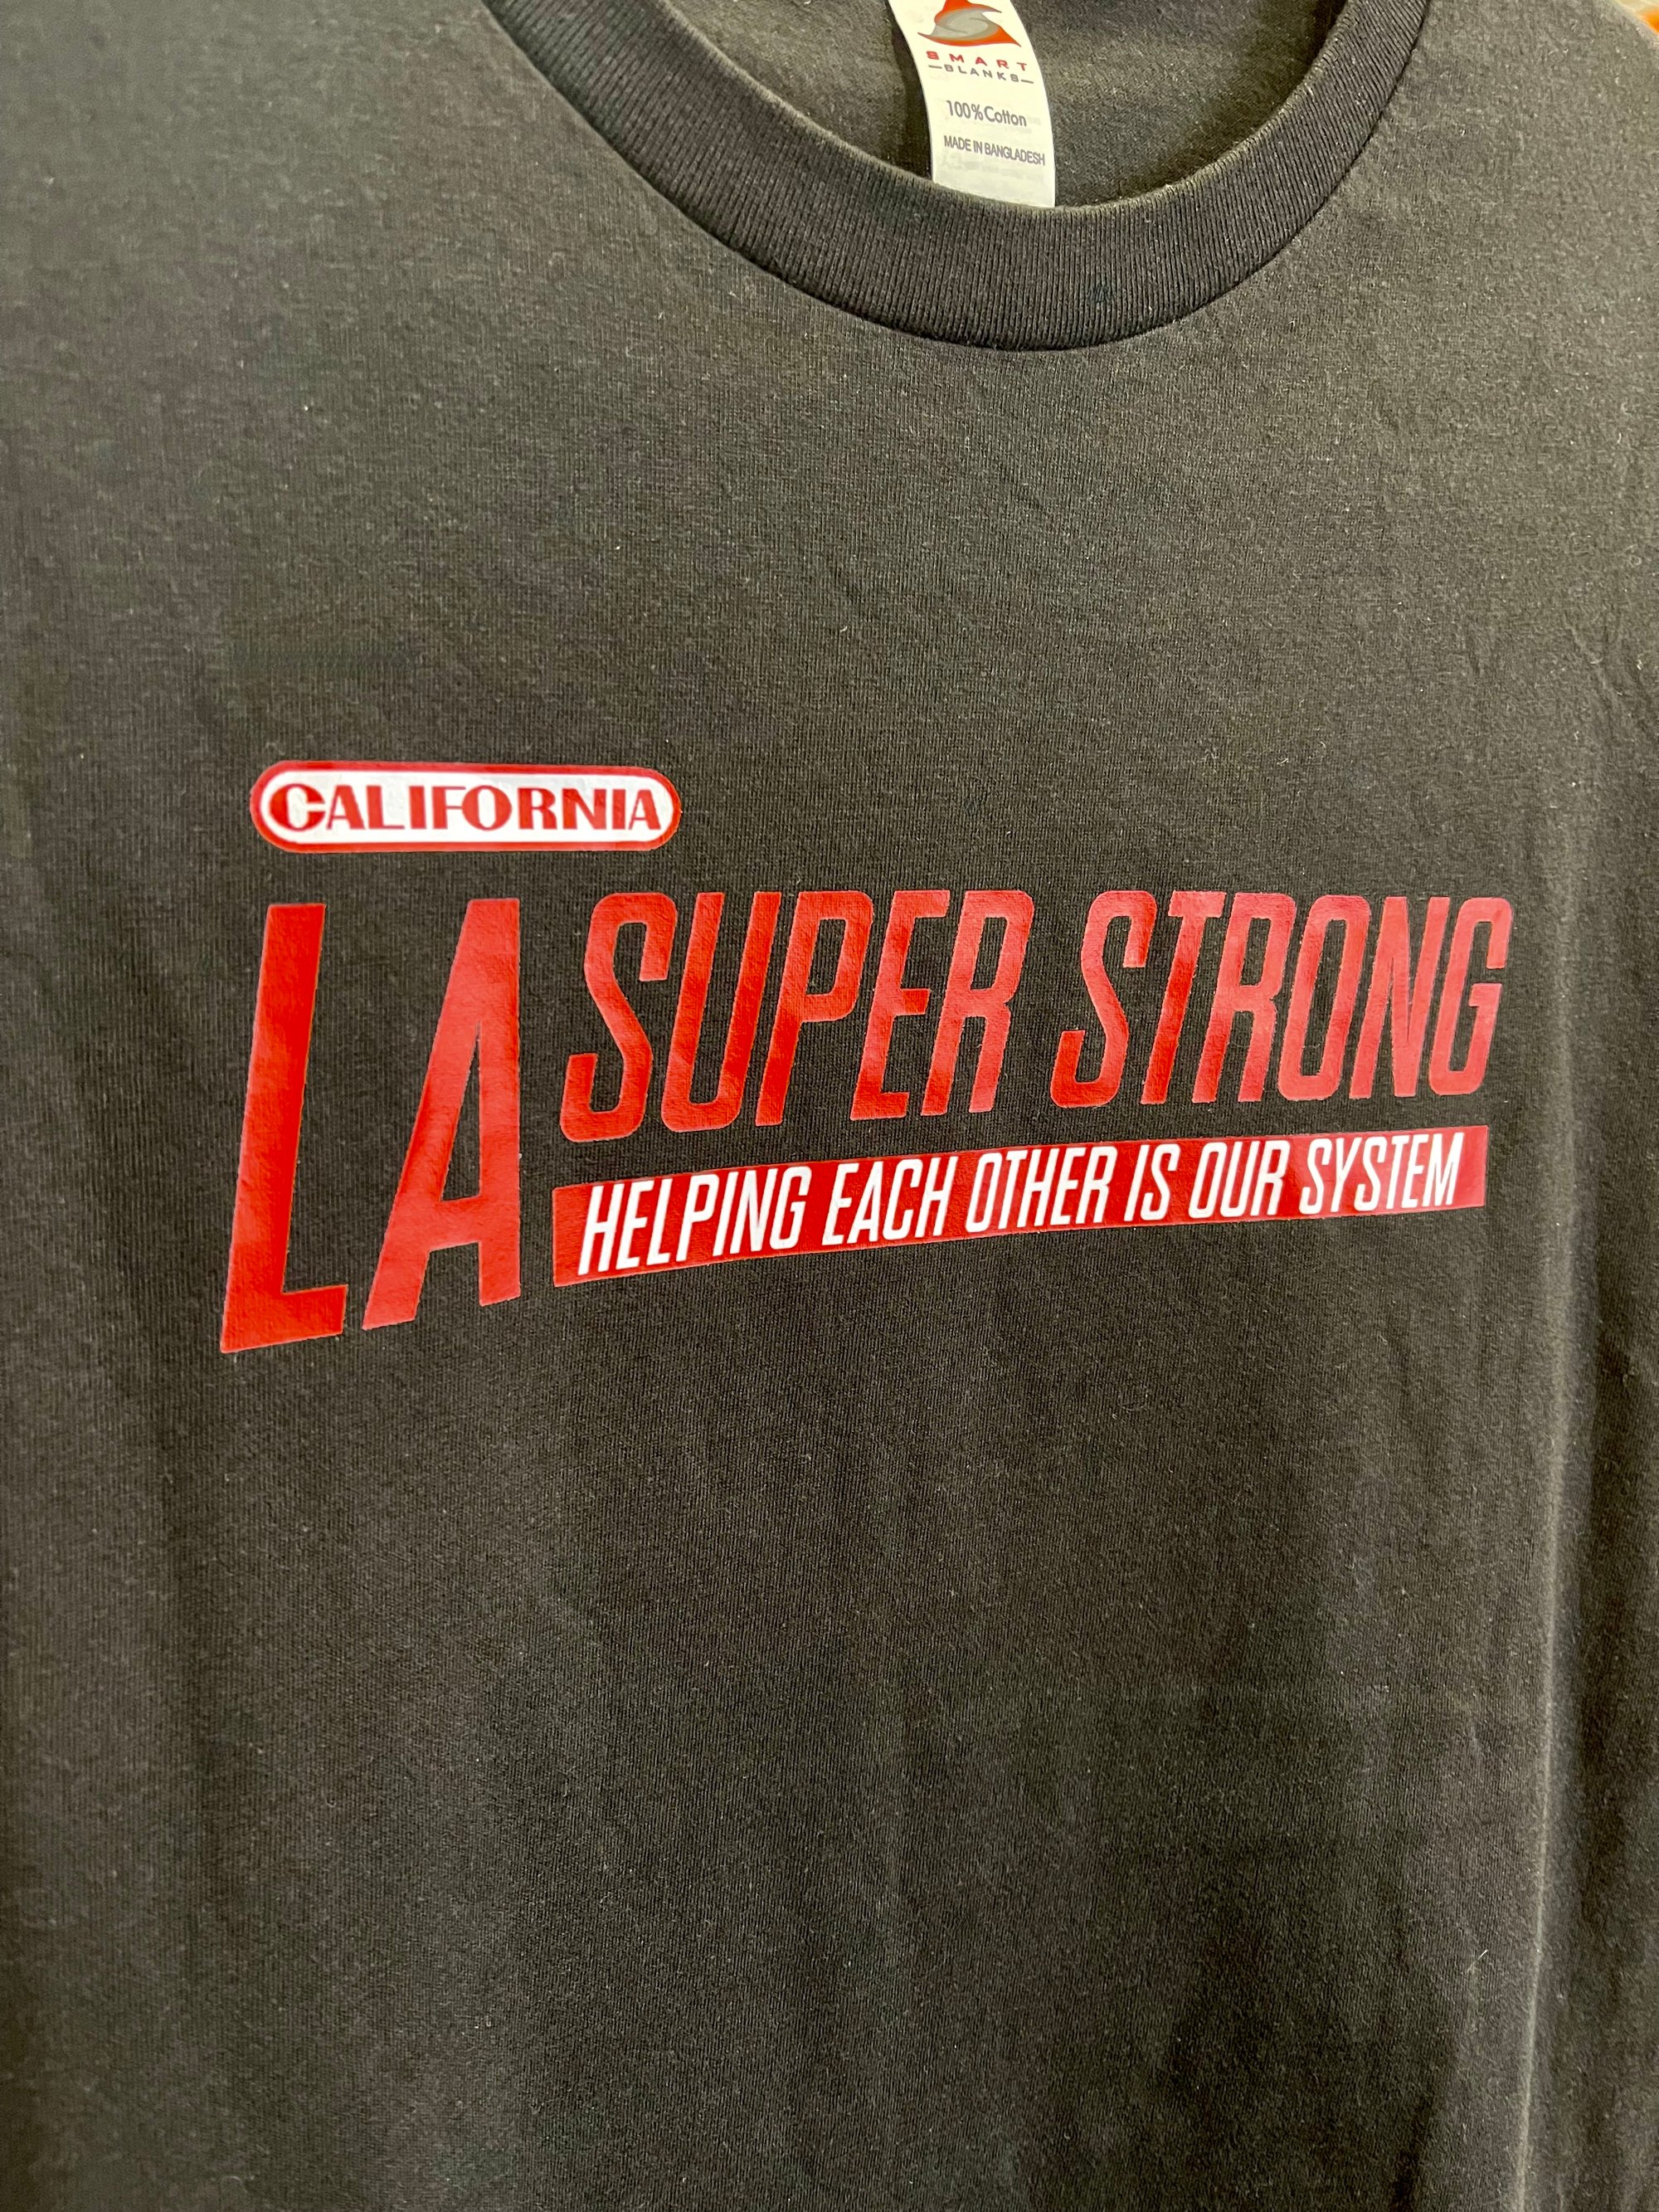 SMART
BLANKS
100% Cotton
MADE IN BANGLADESH
CALIFORNIA
LA SUPER STRONG
HELPING EACH OTHER IS OUR SYSTEM